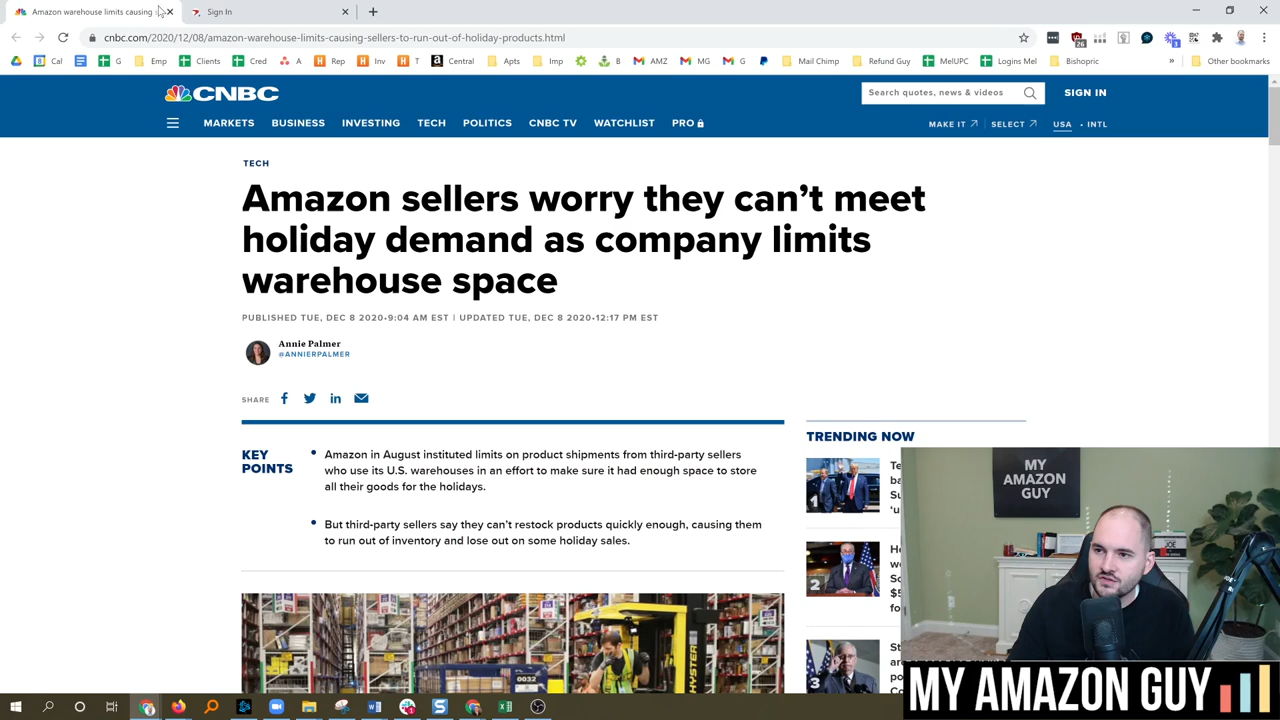 Amazon warehouse limits causing
Sign In
cnbc.com/2020/12/08/amazon-warehouse-limits-causing-sellers-to-run-out-of-holiday-products.html
26
Cal
G
Emp
Clients
Cred
A
Rep
Inv
T
Central
Apts
Imp
B
AMZ
MG
G
Mail Chimp
Refund Guy
MelUPC
Logins Mel
Bishopric
»
Other bookmarks
CNBC
Search quotes, news & videos
SIGN IN
MARKETS
BUSINESS
INVESTING
TECH
POLITICS
CNBC TV
WATCHLIST
PRO
MAKE IT
SELECT
USA
• INTL
TECH
Amazon sellers worry they can’t meet
holiday demand as company limits
warehouse space
PUBLISHED TUE, DEC 8 2020•9:04 AM EST | UPDATED TUE, DEC 8 2020•12:17 PM EST
Annie Palmer
@ANNIERPALMER
SHARE
KEY
POINTS
• Amazon in August instituted limits on product shipments from third-party sellers
who use its U.S. warehouses in an effort to make sure it had enough space to store
all their goods for the holidays.
• But third-party sellers say they can’t restock products quickly enough, causing them
to run out of inventory and lose out on some holiday sales.
TRENDING NOW
1
2
3
MY
AMAZON
GUY
JOE
0032
HYSTER
MY AMAZON GUY